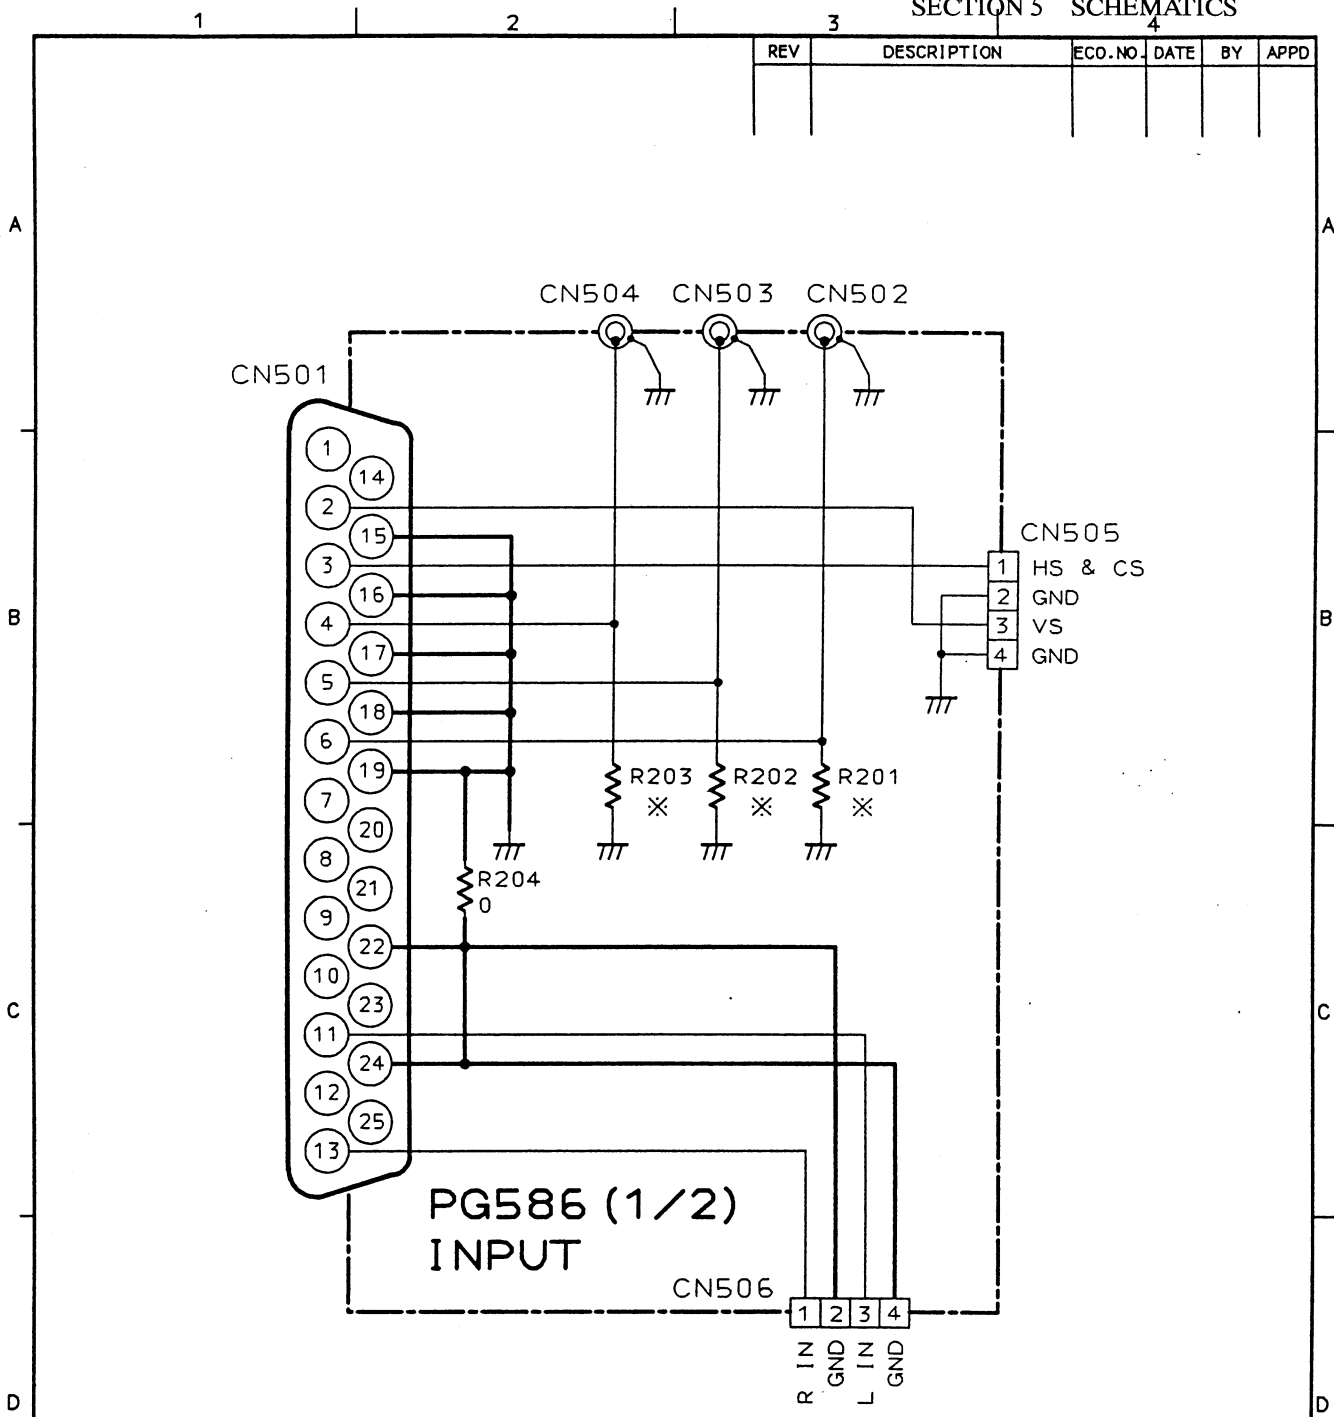 SECTION 5 SCHEMATICS
1 2 3 4
REV DESCRIPTION ECO.NO. DATE BY APPD
A A
CN504 CN503 CN502
CN501
1
14
2
15
CN505
3
1 HS & CS
16
2 GND
B B
4
3 VS
17
4 GND
5
18
6
19
R203 R202 R201
※ ※ ※
7
20
8
R204
21
0
9
22
10
23
C C
11
24
12
25
13
PG586 (1/2)
INPUT
CN506
1 2 3 4
R IN
GND
L IN
GND
D D